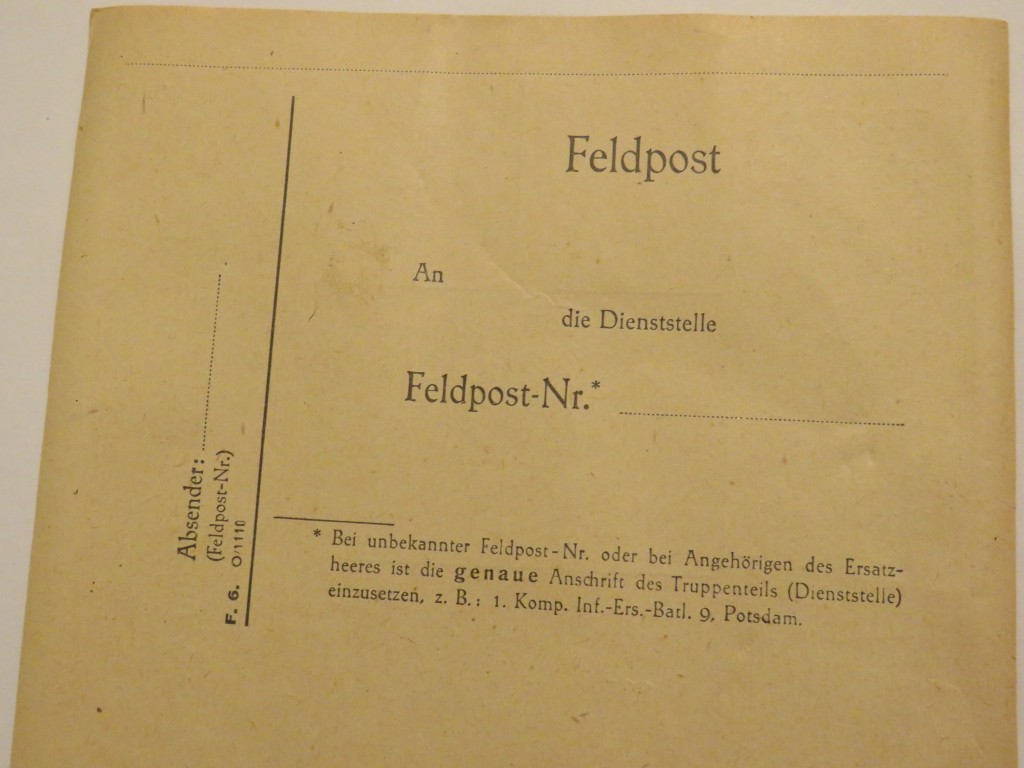 Feldpost
An
die Dienststelle
Feldpost-Nr.*
Absender:
(Feldpost-Nr.)
F. 6. O/1110
* Bei unbekannter Feldpost-Nr. oder bei Angehörigen des Ersatz-
heeres ist die genaue Anschrift des Truppenteils (Dienststelle)
einzusetzen, z. B.: 1. Komp. Inf.-Ers.-Batl. 9, Potsdam.